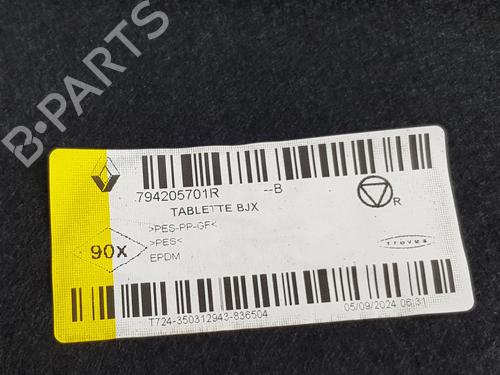 B-PARTS
794205701R --B
TABLETTE BJX
>PES-PP-GF<
>PES<
EPDM
90x
R
treves
T724-350312943-836504
05/09/2024 06:31